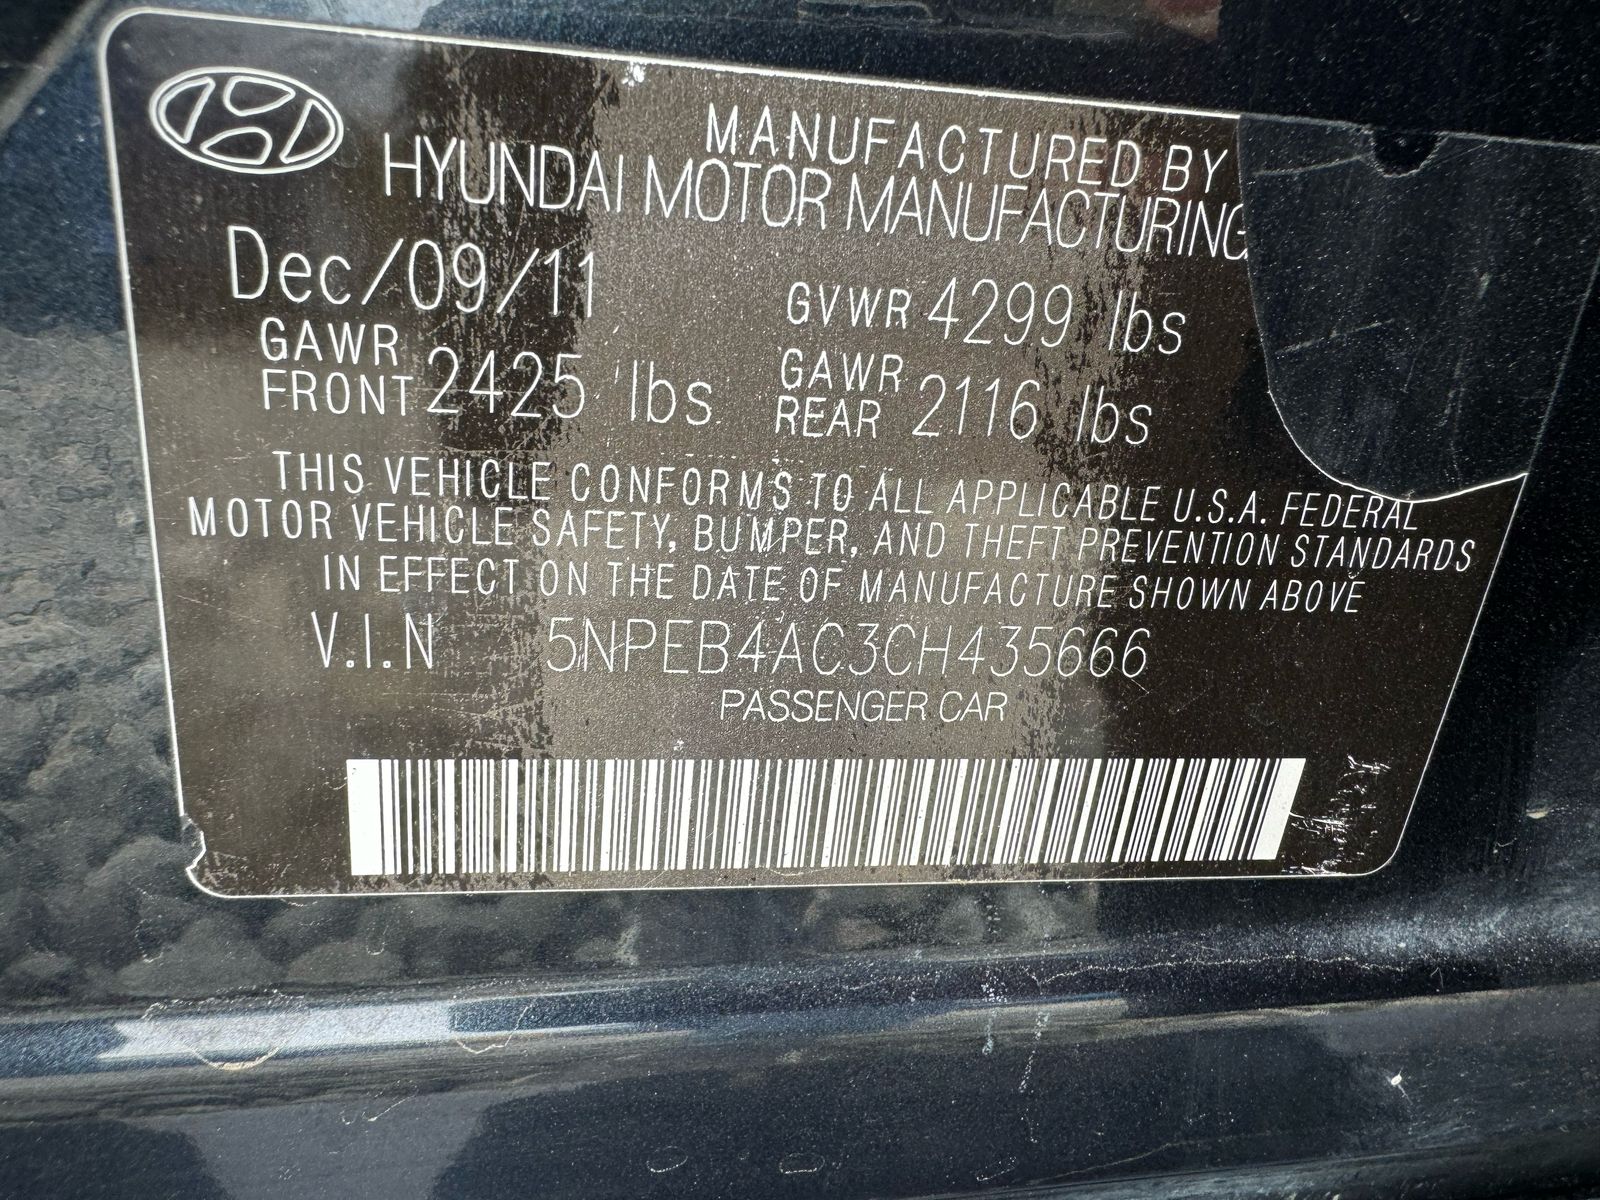 MANUFACTURED BY
HYUNDAI MOTOR MANUFACTURING
Dec/09/11 GVWR 4299 lbs
GAWR FRONT 2425 lbs GAWR REAR 2116 lbs
THIS VEHICLE CONFORMS TO ALL APPLICABLE U.S.A. FEDERAL
MOTOR VEHICLE SAFETY, BUMPER, AND THEFT PREVENTION STANDARDS
IN EFFECT ON THE DATE OF MANUFACTURE SHOWN ABOVE
V.I.N 5NPEB4AC3CH435666
PASSENGER CAR